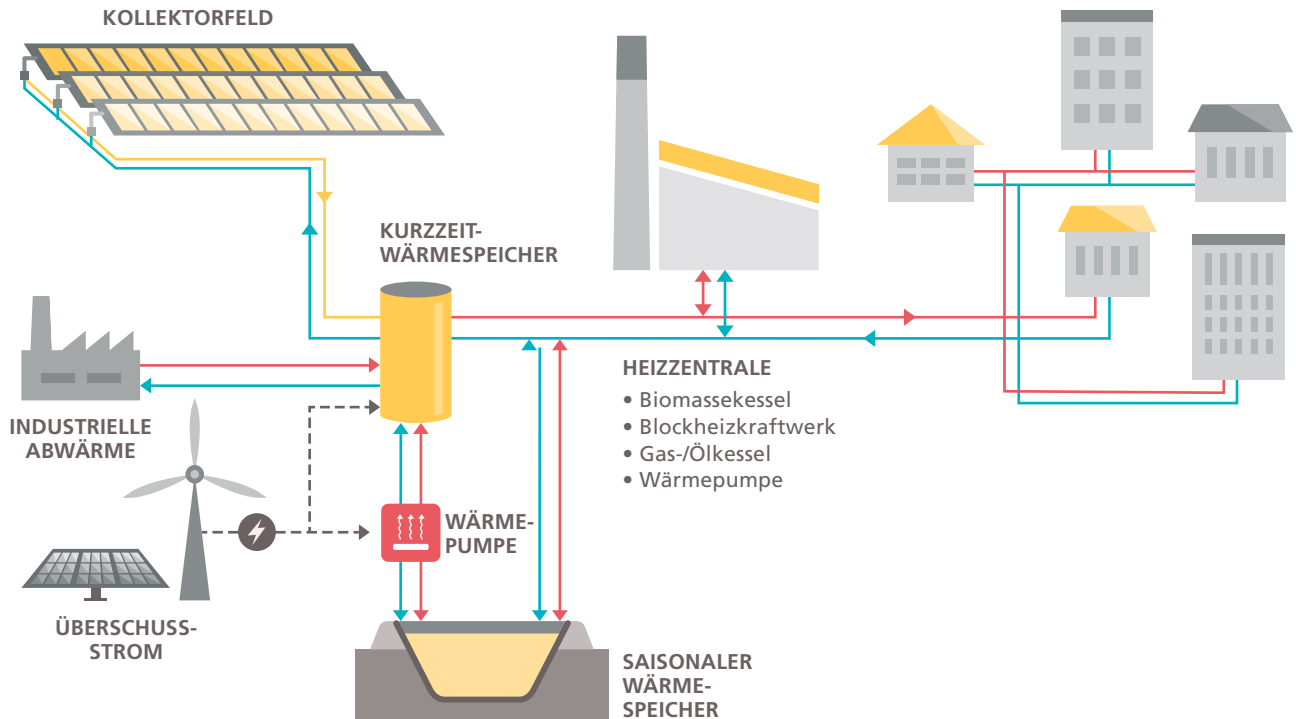 KOLLEKTORFELD
KURZZEIT-
WÄRMESPEICHER
INDUSTRIELLE
ABWÄRME
HEIZZENTRALE
• Biomassekessel
• Blockheizkraftwerk
• Gas-/Ölkessel
• Wärmepumpe
WÄRME-
PUMPE
ÜBERSCHUSS-
STROM
SAISONALER
WÄRME-
SPEICHER